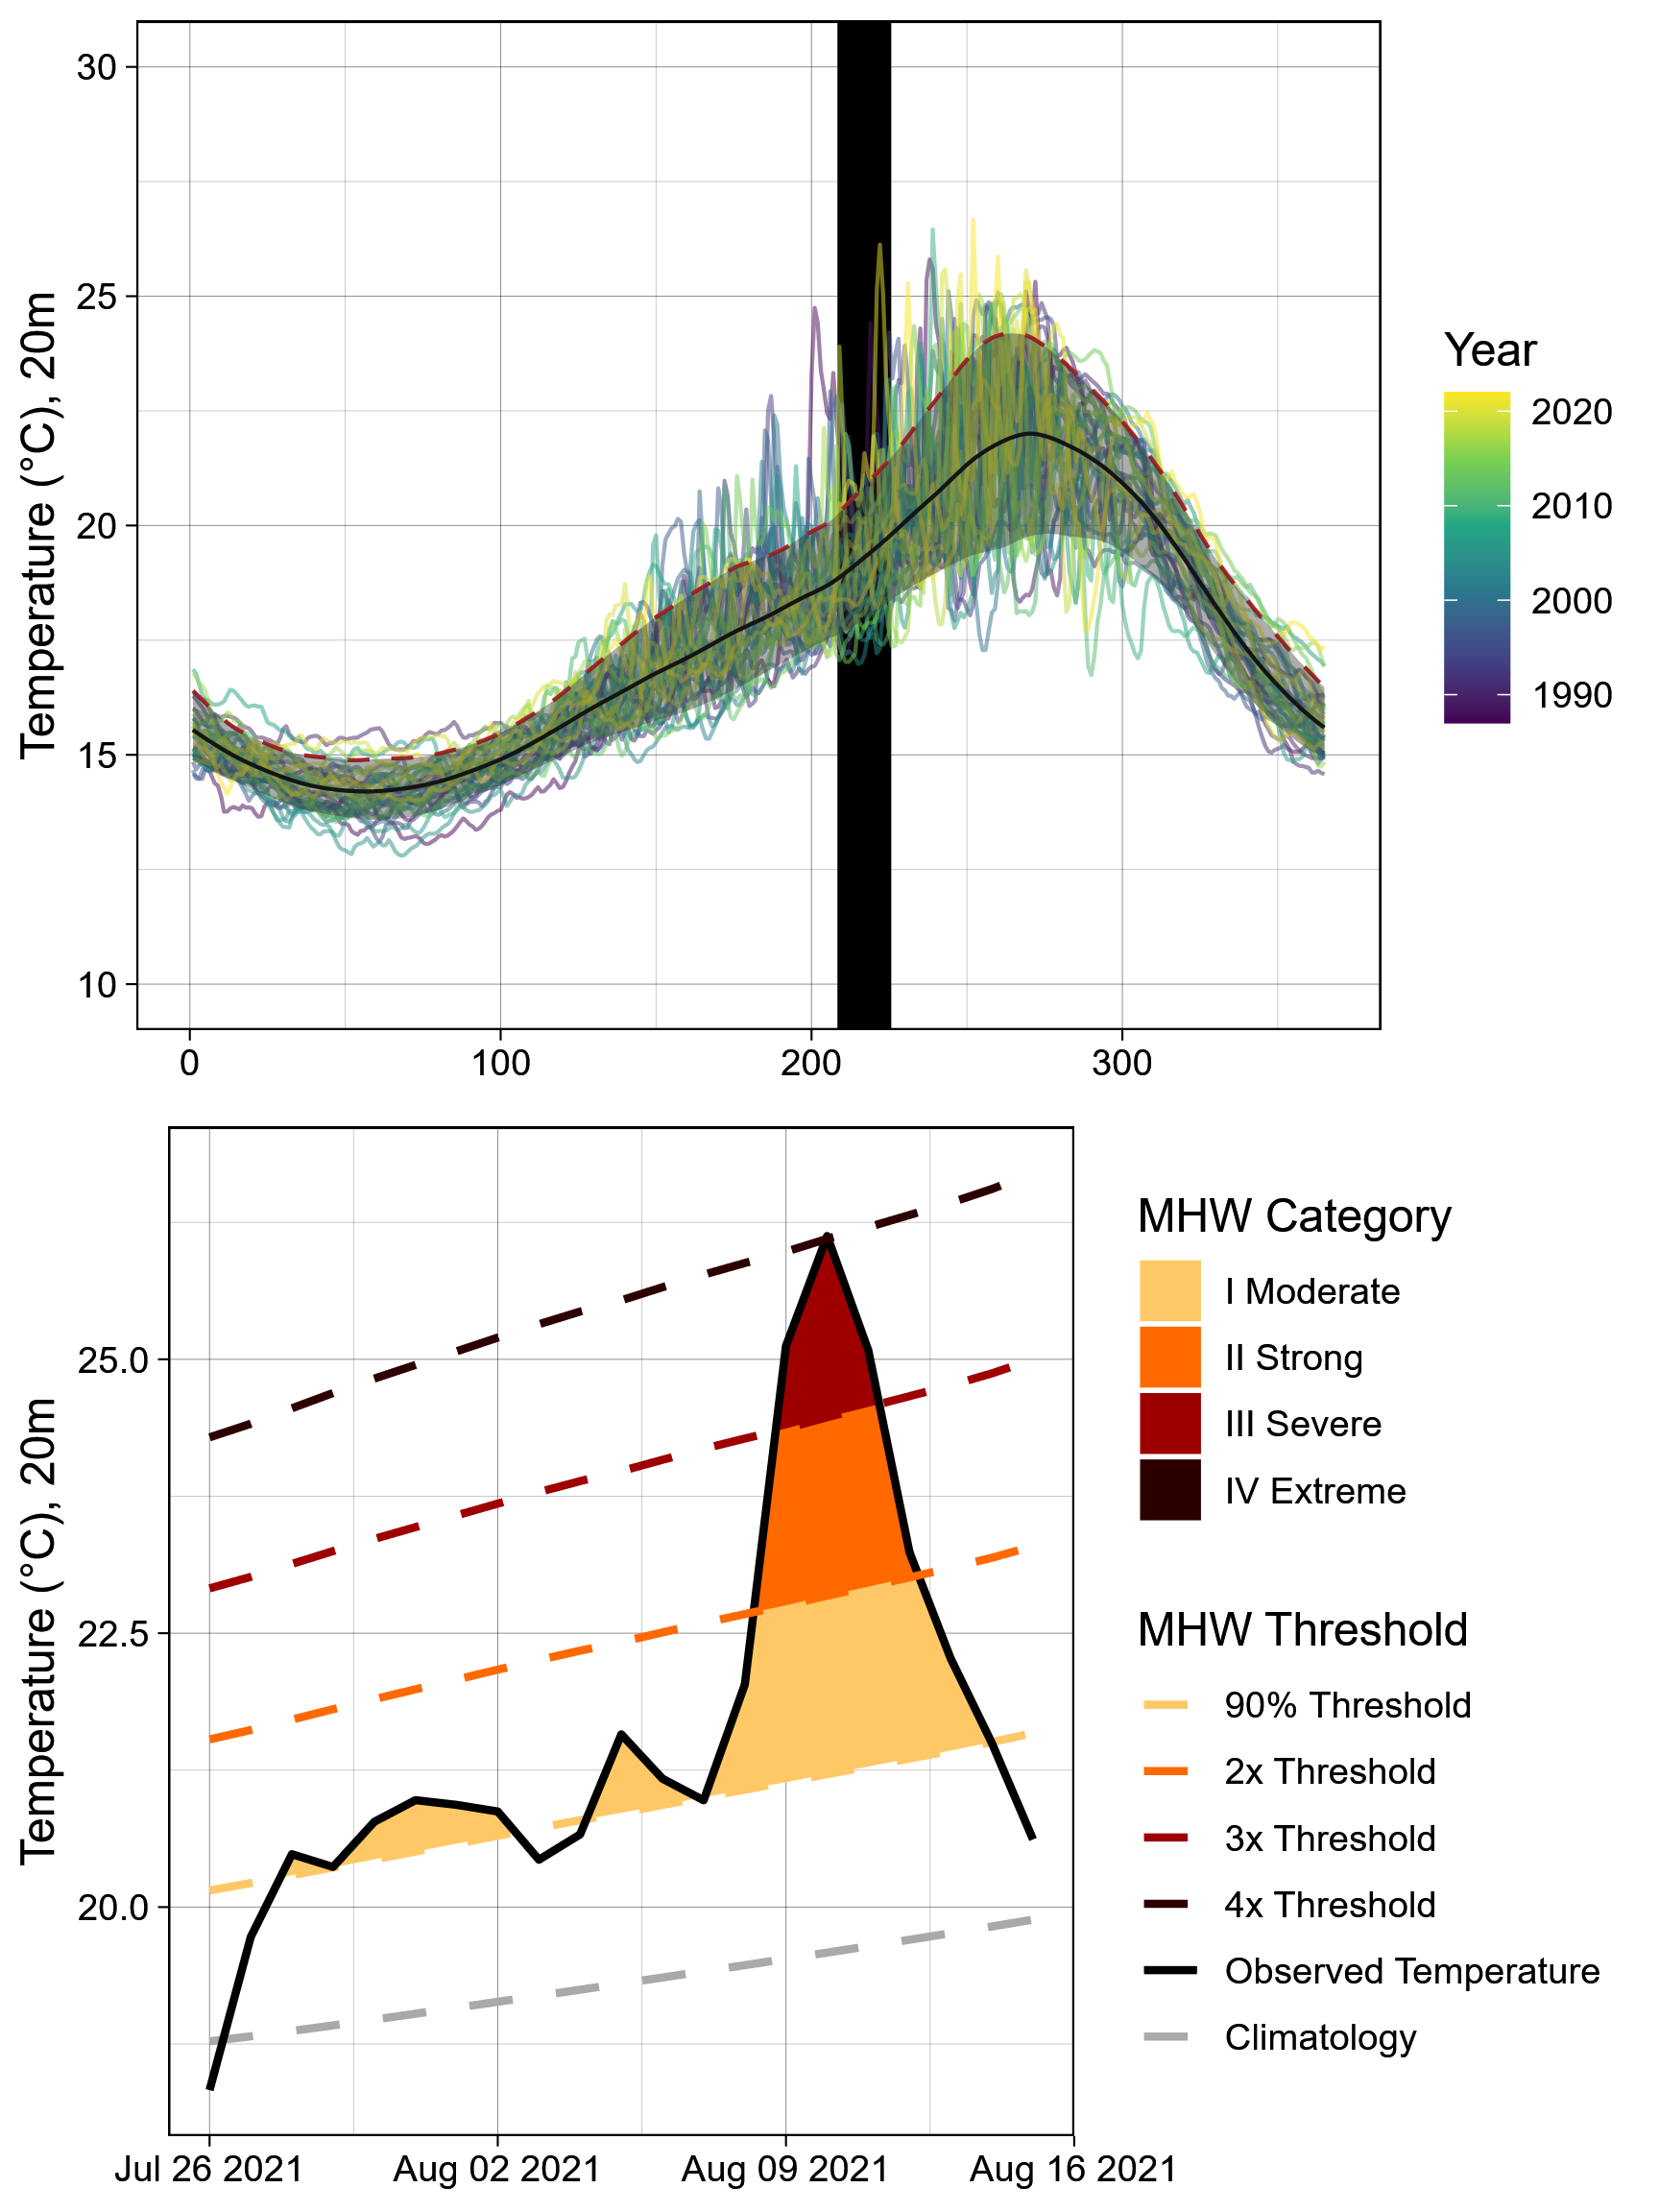 30
25
20
15
10
Temperature (°C), 20m
0 100 200 300
Year
2020
2010
2000
1990
25.0
22.5
20.0
Temperature (°C), 20m
Jul 26 2021 Aug 02 2021 Aug 09 2021 Aug 16 2021
MHW Category
I Moderate
II Strong
III Severe
IV Extreme
MHW Threshold
90% Threshold
2x Threshold
3x Threshold
4x Threshold
Observed Temperature
Climatology